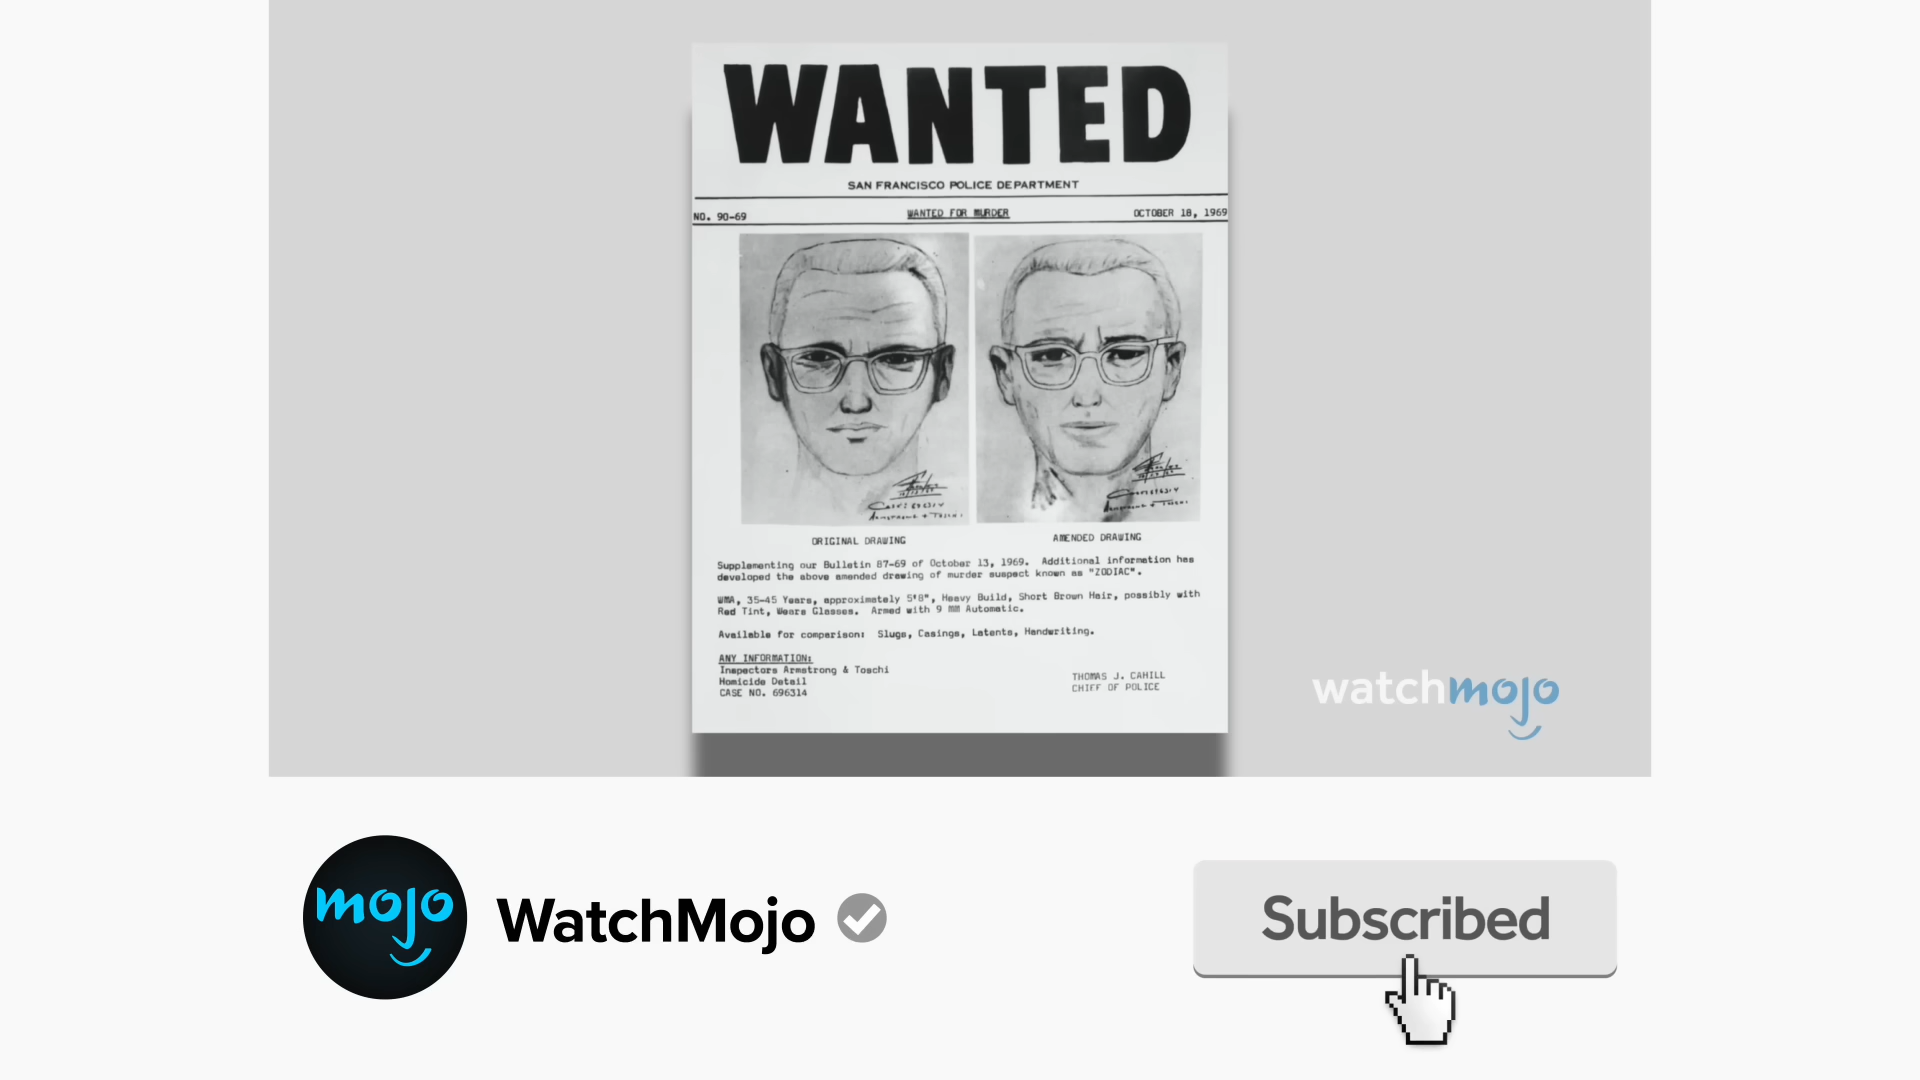 WANTED
SAN FRANCISCO POLICE DEPARTMENT
NO. 90-69 WANTED FOR MURDER OCTOBER 18, 1969
ORIGINAL DRAWING AMENDED DRAWING
Supplementing our Bulletin 87-69 of October 13, 1969. Additional information has
developed the above amended drawing of murder suspect known as "ZODIAC".
WMA, 35-45 Years, approximately 5'8", Heavy Build, Short Brown Hair, possibly with
Red Tint, Wears Glasses. Armed with 9 MM Automatic.
Available for comparison: Slugs, Casings, Latents, Handwriting.
ANY INFORMATION:
Inspectors Armstrong & Toschi
Homicide Detail
CASE NO. 696314
THOMAS J. CAHILL
CHIEF OF POLICE
watchmojo
mojo
WatchMojo
Subscribed